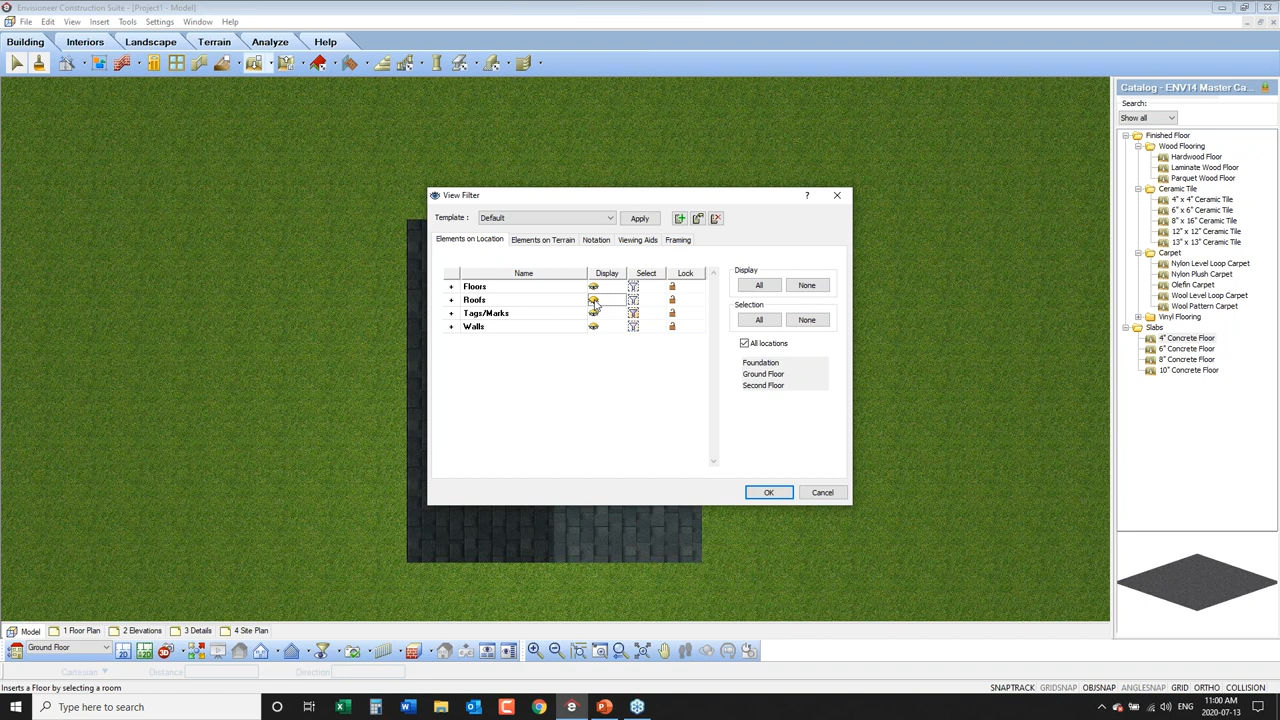 Envisioneer Construction Suite - [Project1 - Model]
File Edit View Insert Tools Settings Window Help
Building Interiors Landscape Terrain Analyze Help
Catalog - ENV14 Master Ca...
Search:
Show all
Finished Floor
Wood Flooring
Hardwood Floor
Laminate Wood Floor
Parquet Wood Floor
Ceramic Tile
4" x 4" Ceramic Tile
6" x 6" Ceramic Tile
8" x 16" Ceramic Tile
12" x 12" Ceramic Tile
13" x 13" Ceramic Tile
Carpet
Nylon Level Loop Carpet
Nylon Plush Carpet
Olefin Carpet
Wool Level Loop Carpet
Wool Pattern Carpet
Vinyl Flooring
Slabs
4" Concrete Floor
6" Concrete Floor
8" Concrete Floor
10" Concrete Floor
View Filter
Template : Default Apply
Elements on Location Elements on Terrain Notation Viewing Aids Framing
Name Display Select Lock
Floors
Roofs
Tags/Marks
Walls
Display
All None
Selection
All None
All locations
Foundation
Ground Floor
Second Floor
OK Cancel
Model 1 Floor Plan 2 Elevations 3 Details 4 Site Plan
Ground Floor 2D 3D
Cartesian Distance Direction
Inserts a Floor by selecting a room
SNAPTRACK GRIDSNAP OBJSNAP ANGLESNAP GRID ORTHO COLLISION
Type here to search
11:00 AM
2020-07-13